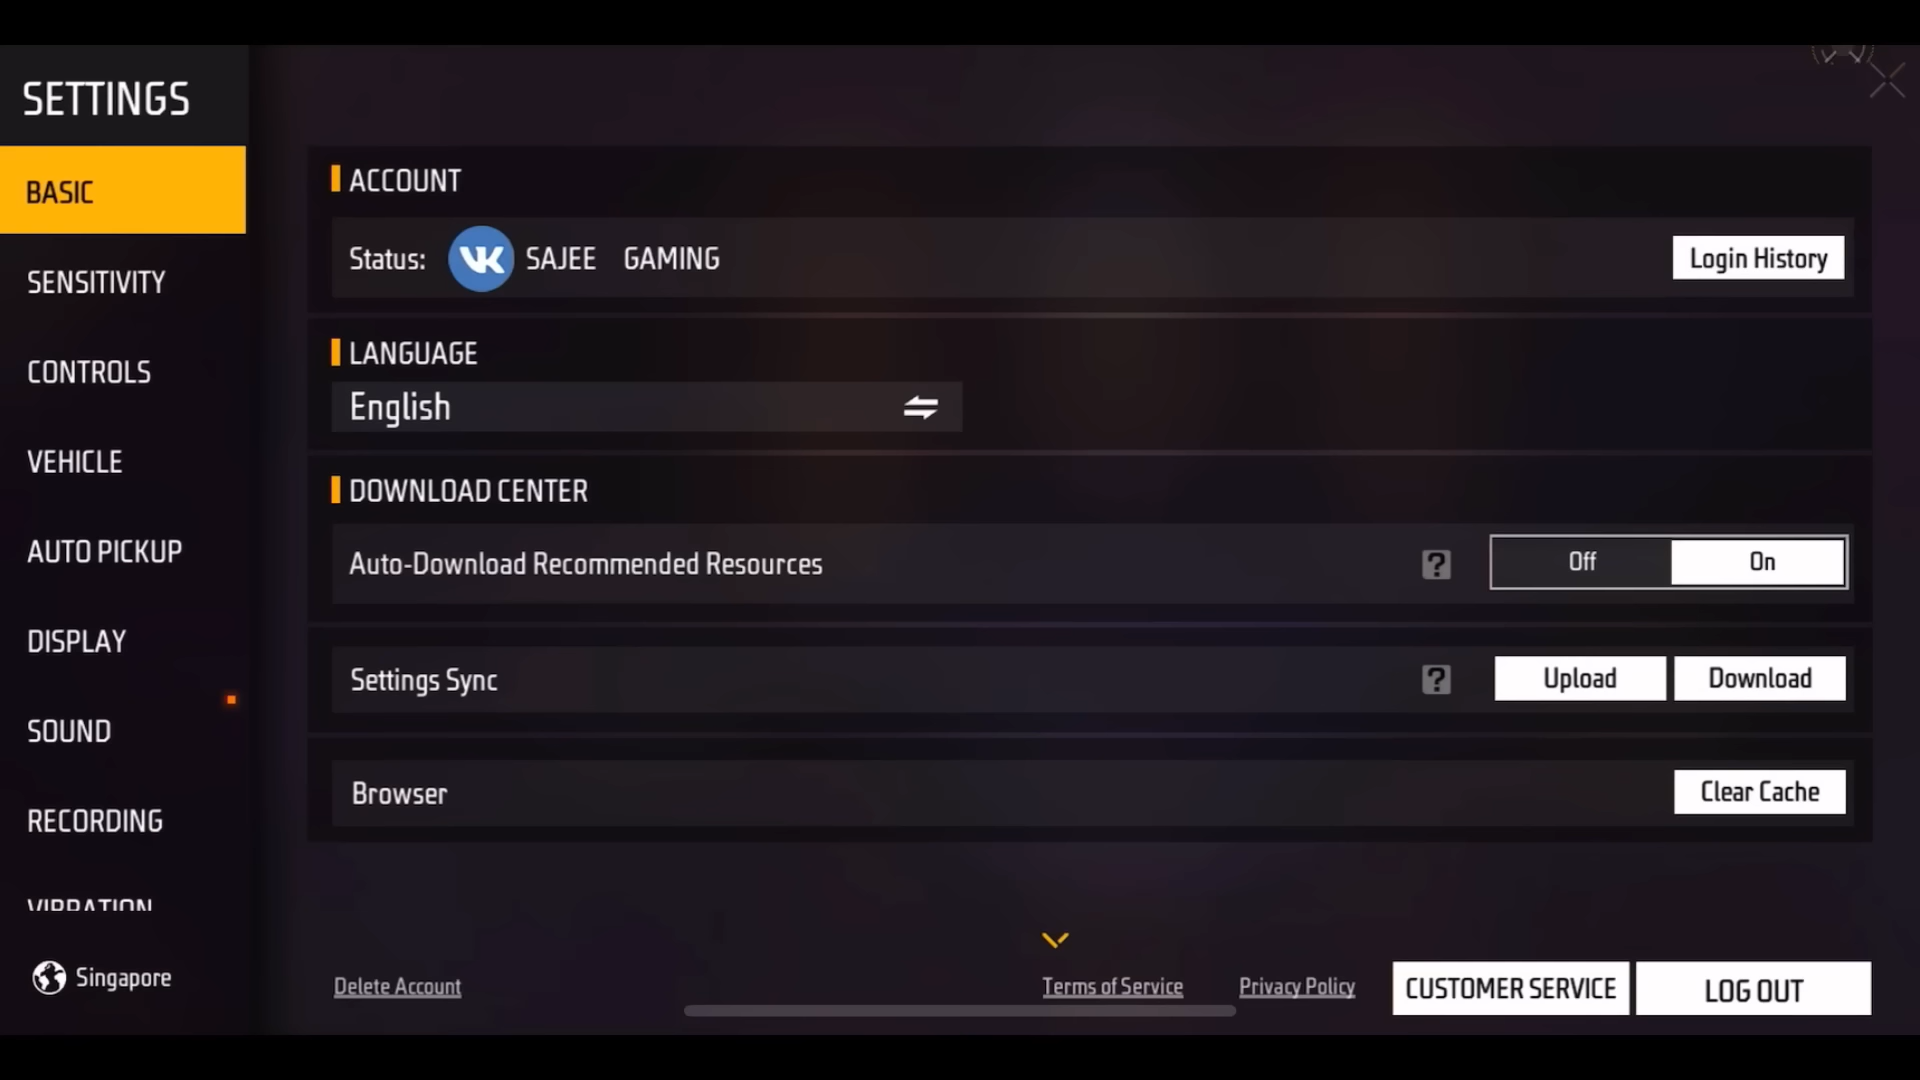 SETTINGS
BASIC
SENSITIVITY
CONTROLS
VEHICLE
AUTO PICKUP
DISPLAY
SOUND
RECORDING
VIBRATION
Singapore
ACCOUNT
Status: VK SAJEE GAMING
Login History
LANGUAGE
English
DOWNLOAD CENTER
Auto-Download Recommended Resources
? Off On
Settings Sync
? Upload Download
Browser
Clear Cache
Delete Account
Terms of Service
Privacy Policy
CUSTOMER SERVICE
LOG OUT